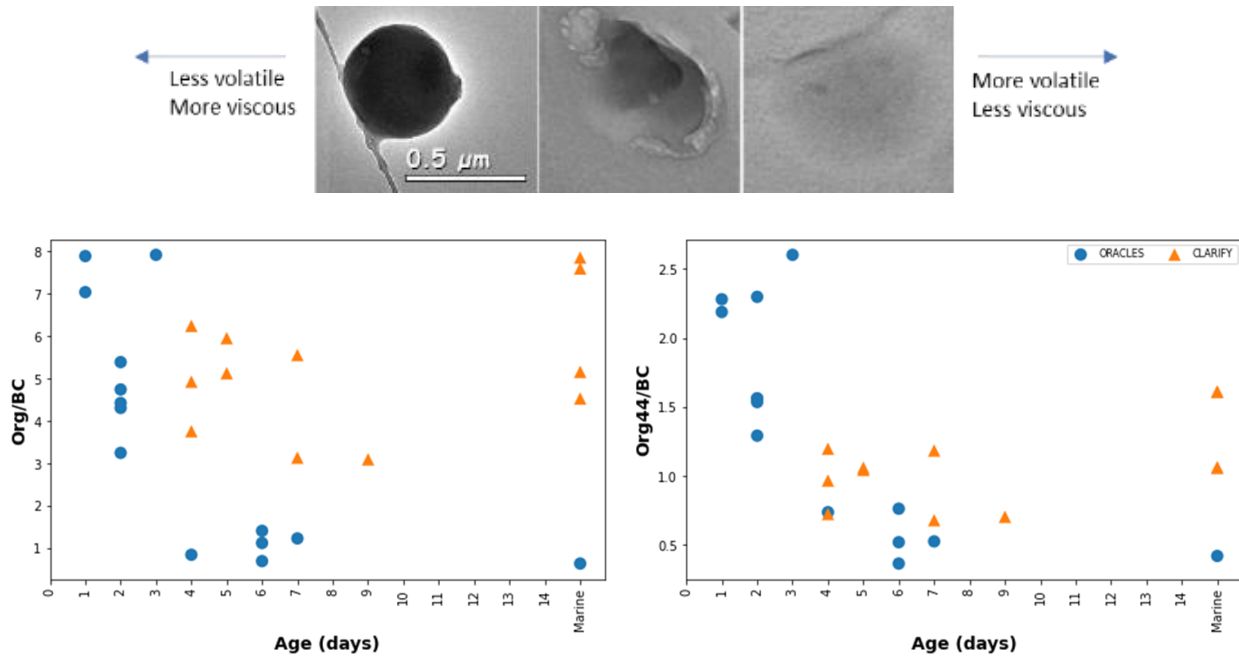 Less volatile
More viscous
0.5 μm
More volatile
Less viscous
8
7
6
5
4
3
2
1
Org/BC
0 1 2 3 4 5 6 7 8 9 10 11 12 13 14 Marine
Age (days)
ORACLES CLARIFY
2.5
2.0
1.5
1.0
0.5
Org44/BC
0 1 2 3 4 5 6 7 8 9 10 11 12 13 14 Marine
Age (days)